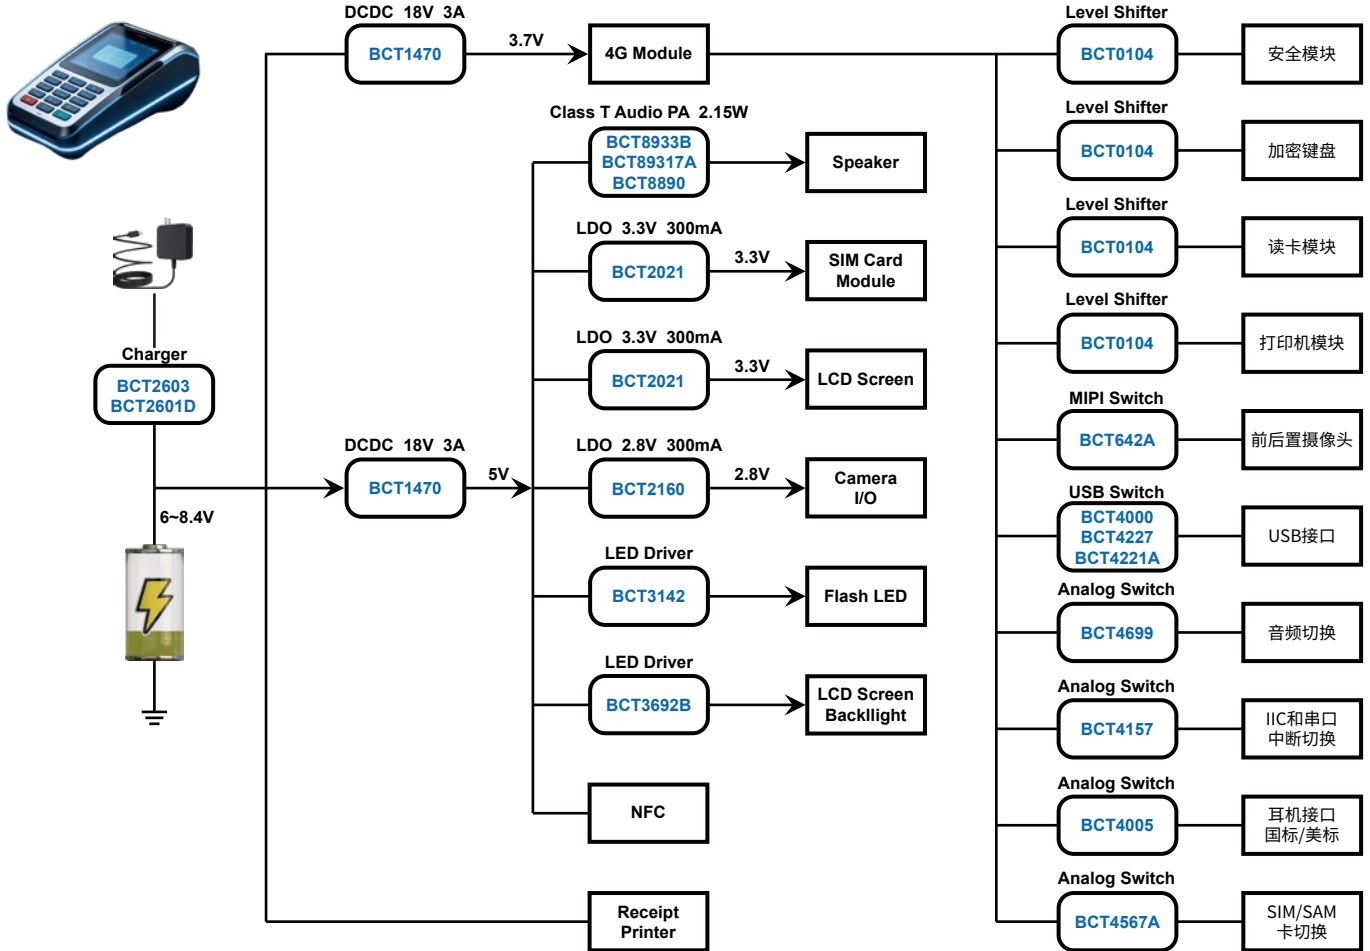 DCDC 18V 3A
BCT1470
3.7V
4G Module
Class T Audio PA 2.15W
BCT8933B
BCT89317A
BCT8890
Speaker
LDO 3.3V 300mA
BCT2021
3.3V
SIM Card
Module
LDO 3.3V 300mA
BCT2021
3.3V
LCD Screen
Charger
BCT2603
BCT2601D
6~8.4V
DCDC 18V 3A
BCT1470
5V
LDO 2.8V 300mA
BCT2160
2.8V
Camera
I/O
LED Driver
BCT3142
Flash LED
LED Driver
BCT3692B
LCD Screen
Backllight
NFC
Receipt
Printer
Level Shifter
BCT0104
安全模块
Level Shifter
BCT0104
加密键盘
Level Shifter
BCT0104
读卡模块
Level Shifter
BCT0104
打印机模块
MIPI Switch
BCT642A
前后置摄像头
USB Switch
BCT4000
BCT4227
BCT4221A
USB接口
Analog Switch
BCT4699
音频切换
Analog Switch
BCT4157
IIC和串口
中断切换
Analog Switch
BCT4005
耳机接口
国标/美标
Analog Switch
BCT4567A
SIM/SAM
卡切换